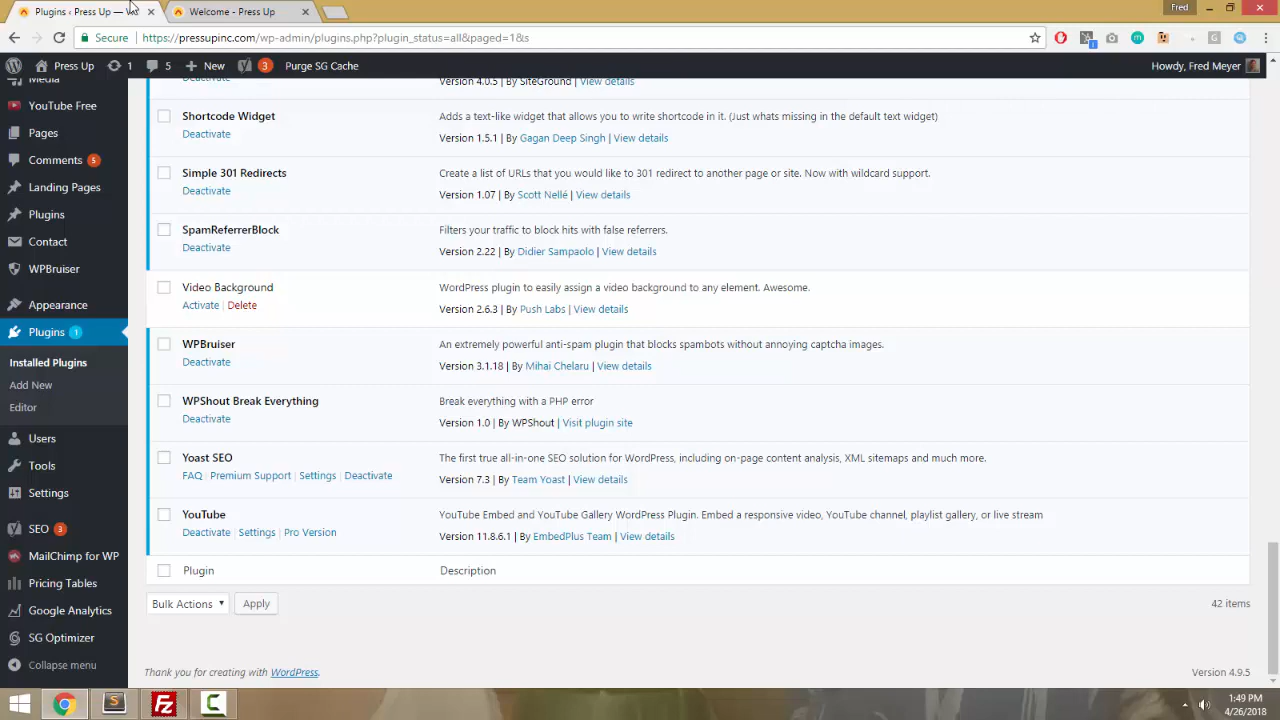 Plugins ‹ Press Up —
Welcome - Press Up
Fred
Secure
https://pressupinc.com/wp-admin/plugins.php?plugin_status=all&paged=1&s
1
Press Up
1
5
New
3
Purge SG Cache
Howdy, Fred Meyer
Media
YouTube Free
Pages
Comments 5
Landing Pages
Plugins
Contact
WPBruiser
Appearance
Plugins 1
Installed Plugins
Add New
Editor
Users
Tools
Settings
SEO 3
MailChimp for WP
Pricing Tables
Google Analytics
SG Optimizer
Collapse menu
Deactivate
Version 4.0.5 | By SiteGround | View details
Shortcode Widget
Deactivate
Adds a text-like widget that allows you to write shortcode in it. (Just whats missing in the default text widget)
Version 1.5.1 | By Gagan Deep Singh | View details
Simple 301 Redirects
Deactivate
Create a list of URLs that you would like to 301 redirect to another page or site. Now with wildcard support.
Version 1.07 | By Scott Nellé | View details
SpamReferrerBlock
Deactivate
Filters your traffic to block hits with false referrers.
Version 2.22 | By Didier Sampaolo | View details
Video Background
Activate | Delete
WordPress plugin to easily assign a video background to any element. Awesome.
Version 2.6.3 | By Push Labs | View details
WPBruiser
Deactivate
An extremely powerful anti-spam plugin that blocks spambots without annoying captcha images.
Version 3.1.18 | By Mihai Chelaru | View details
WPShout Break Everything
Deactivate
Break everything with a PHP error
Version 1.0 | By WPShout | Visit plugin site
Yoast SEO
FAQ | Premium Support | Settings | Deactivate
The first true all-in-one SEO solution for WordPress, including on-page content analysis, XML sitemaps and much more.
Version 7.3 | By Team Yoast | View details
YouTube
Deactivate | Settings | Pro Version
YouTube Embed and YouTube Gallery WordPress Plugin. Embed a responsive video, YouTube channel, playlist gallery, or live stream
Version 11.8.6.1 | By EmbedPlus Team | View details
Plugin
Description
Bulk Actions
Apply
42 items
Thank you for creating with WordPress.
Version 4.9.5
1:49 PM
4/26/2018